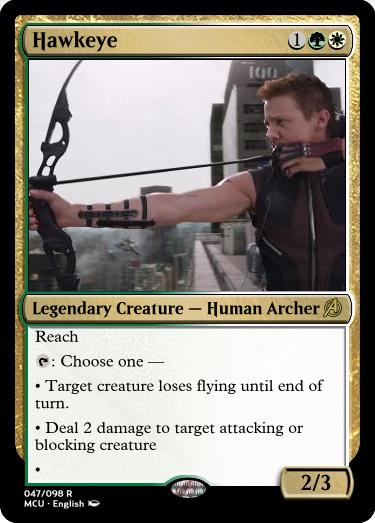 Hawkeye 1
100
Legendary Creature — Human Archer
Reach
: Choose one —
• Target creature loses flying until end of
turn.
• Deal 2 damage to target attacking or
blocking creature
•
2/3
047/098 R
MCU • English